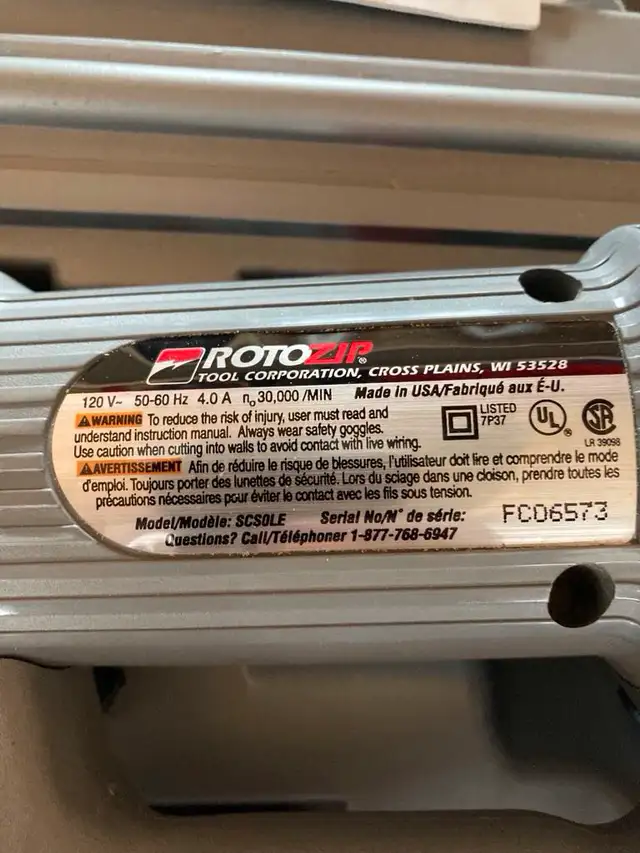 ROTOZIP®
TOOL CORPORATION, CROSS PLAINS, WI 53528
120 V~ 50-60 Hz 4.0 A n₀ 30,000 /MIN Made in USA/Fabriqué aux É-U.
WARNING To reduce the risk of injury, user must read and
understand instruction manual. Always wear safety goggles.
Use caution when cutting into walls to avoid contact with live wiring.
LISTED
7P37
UL®
SA
LR 39098
AVERTISSEMENT Afin de réduire le risque de blessures, l'utilisateur doit lire et comprendre le mode
d'emploi. Toujours porter des lunettes de sécurité. Lors du sciage dans une cloison, prendre toutes les
précautions nécessaires pour éviter le contact avec les fils sous tension.
Model/Modèle: SCS0LE Serial No/N° de série: FC06573
Questions? Call/Téléphoner 1-877-768-6947